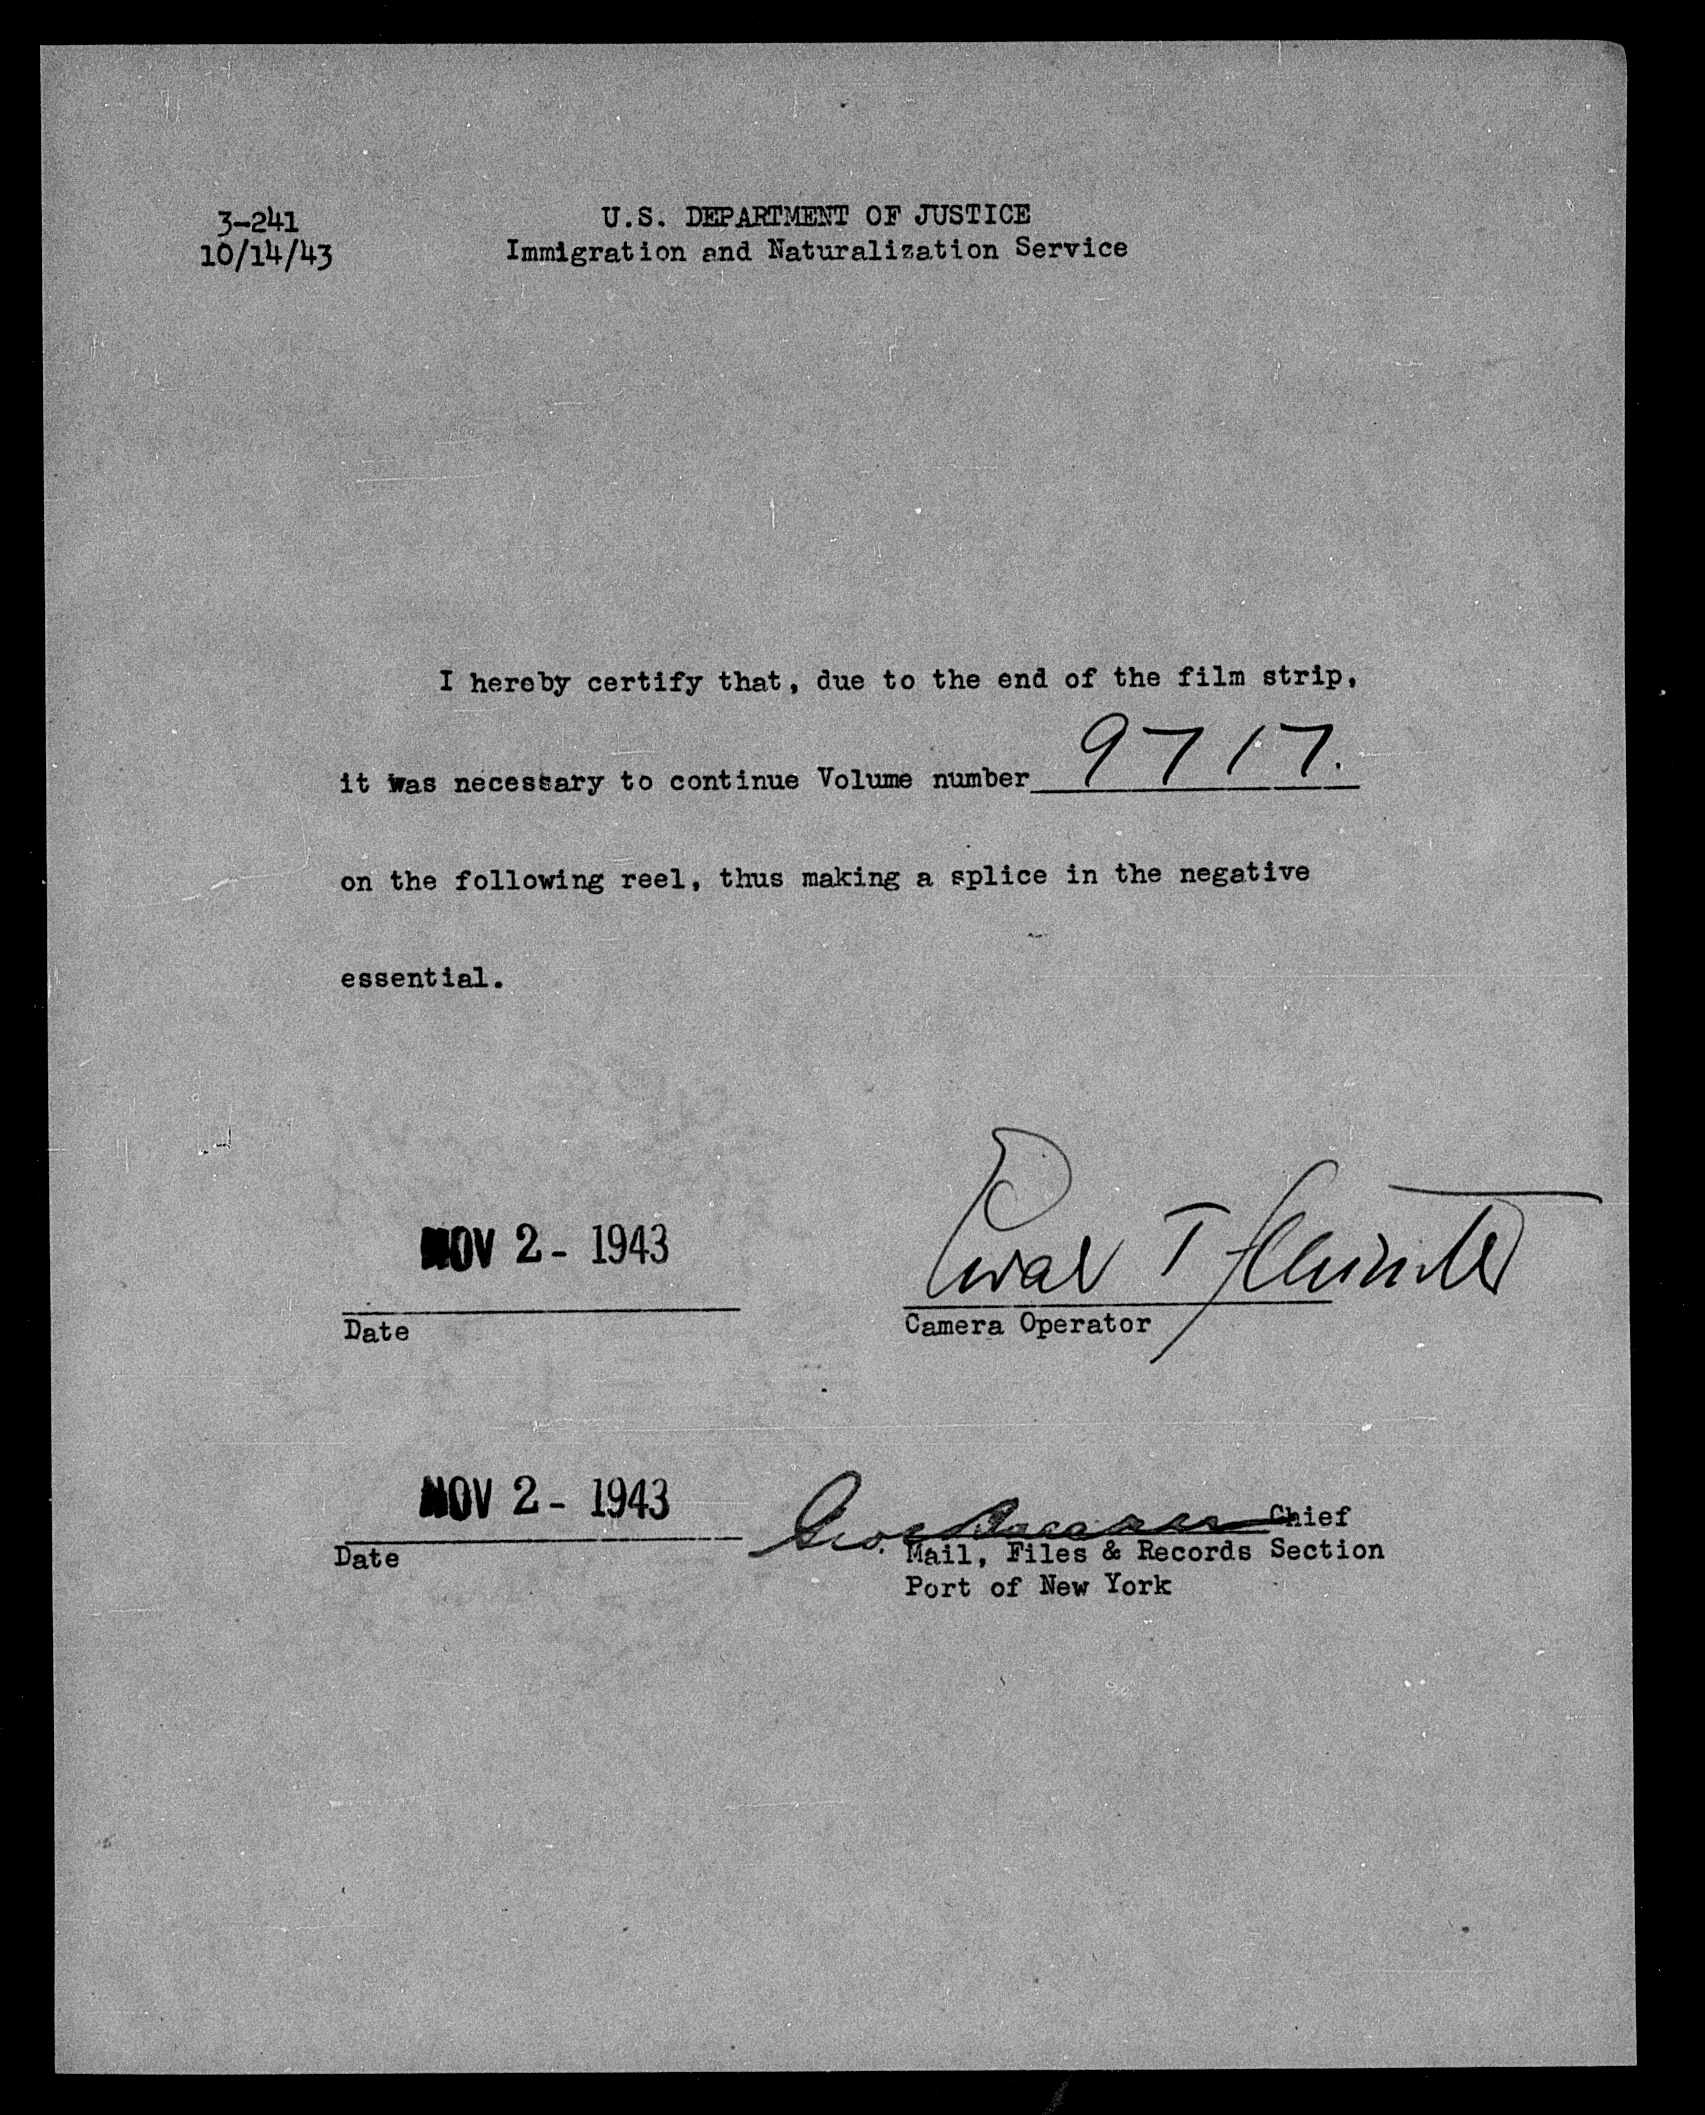 3-241
10/14/43
U.S. DEPARTMENT OF JUSTICE
Immigration and Naturalization Service
I hereby certify that, due to the end of the film strip,
it was necessary to continue Volume number 9717.
on the following reel, thus making a splice in the negative
essential.
NOV 2 - 1943
Date
T
Camera Operator
NOV 2 - 1943
Date
Geo. Chief
Mail, Files & Records Section
Port of New York